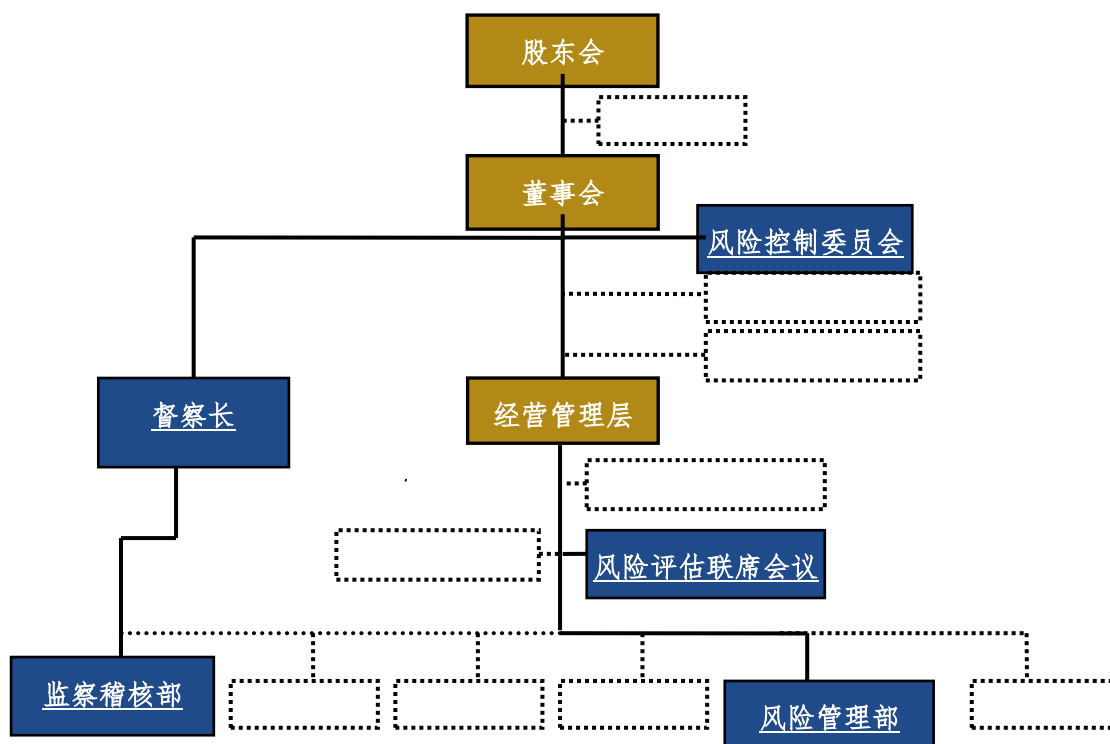 股东会
董事会
风险控制委员会
督察长
经营管理层
风险评估联席会议
监察稽核部
风险管理部